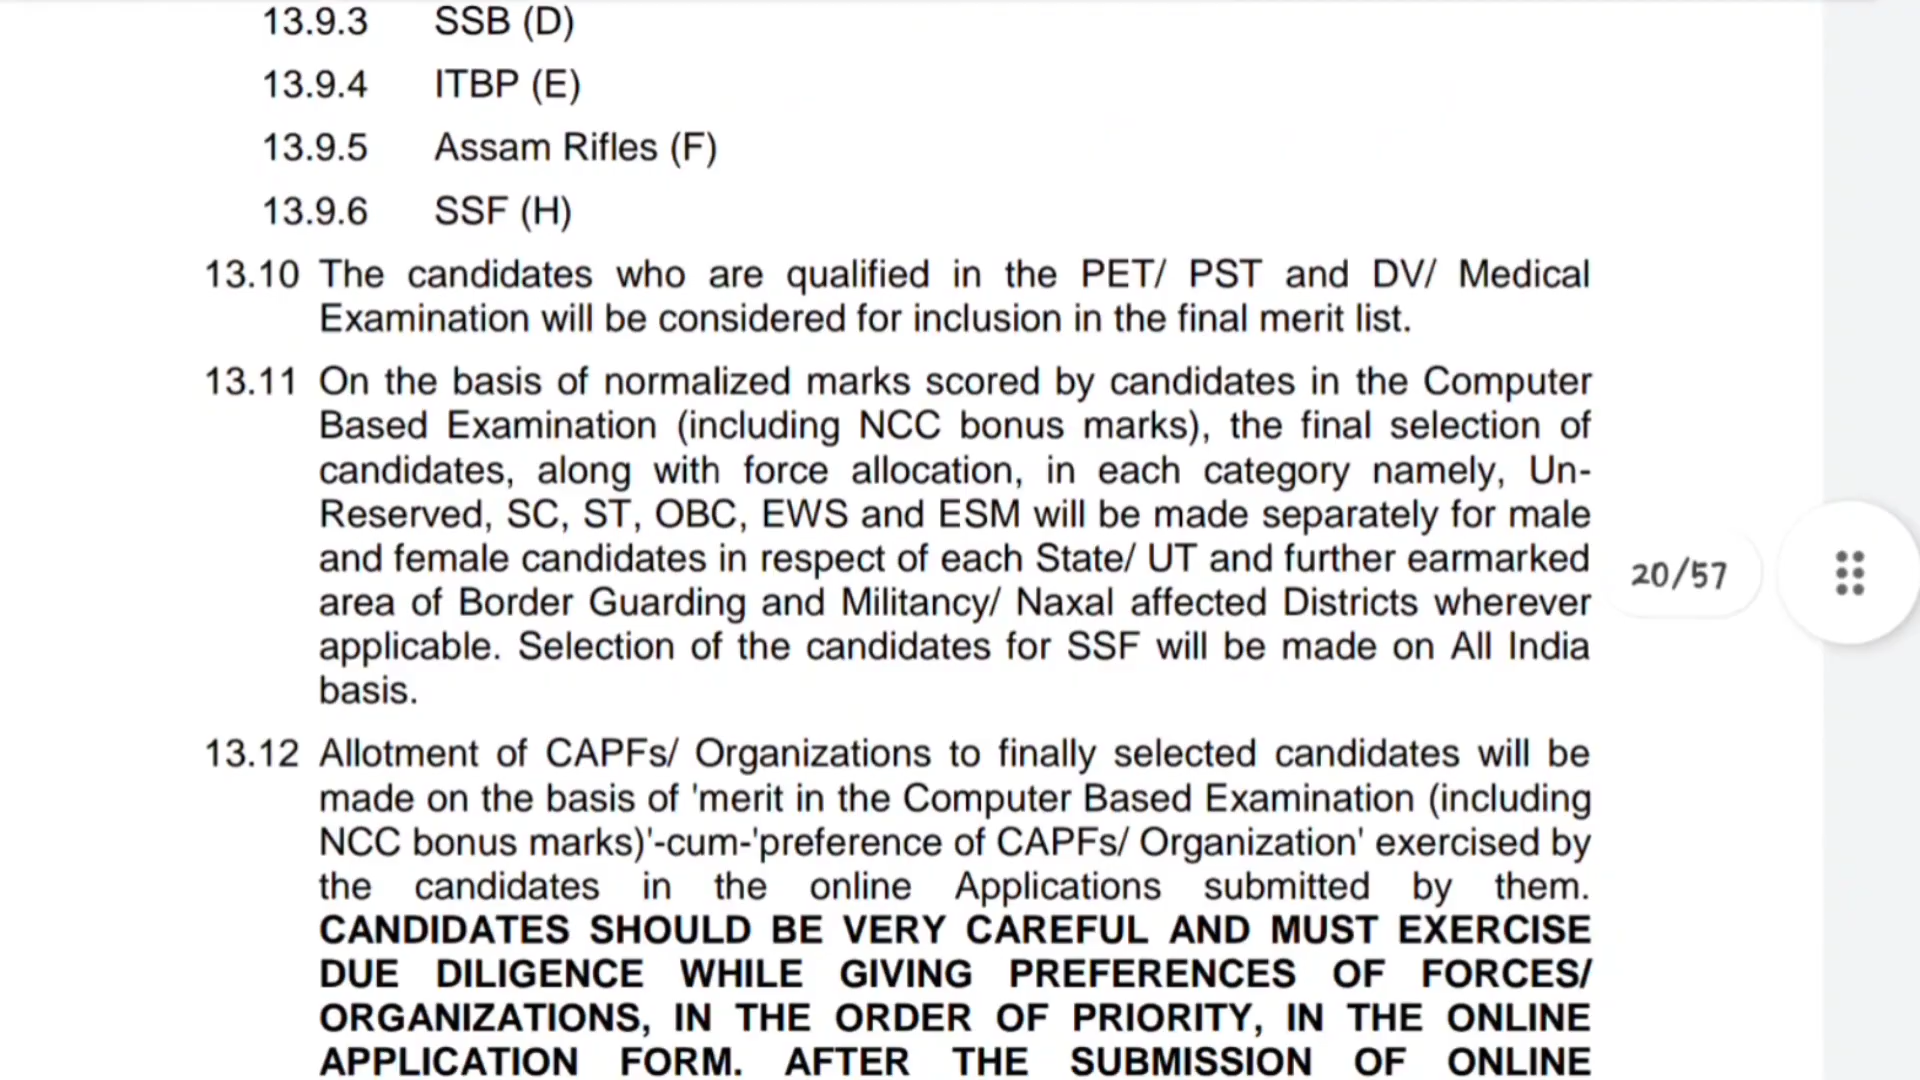 13.9.3 SSB (D)
13.9.4 ITBP (E)
13.9.5 Assam Rifles (F)
13.9.6 SSF (H)
13.10 The candidates who are qualified in the PET/ PST and DV/ Medical
Examination will be considered for inclusion in the final merit list.
13.11 On the basis of normalized marks scored by candidates in the Computer
Based Examination (including NCC bonus marks), the final selection of
candidates, along with force allocation, in each category namely, Un-
Reserved, SC, ST, OBC, EWS and ESM will be made separately for male
and female candidates in respect of each State/ UT and further earmarked
area of Border Guarding and Militancy/ Naxal affected Districts wherever
applicable. Selection of the candidates for SSF will be made on All India
basis.
20/57
13.12 Allotment of CAPFs/ Organizations to finally selected candidates will be
made on the basis of 'merit in the Computer Based Examination (including
NCC bonus marks)'-cum-'preference of CAPFs/ Organization' exercised by
the candidates in the online Applications submitted by them.
CANDIDATES SHOULD BE VERY CAREFUL AND MUST EXERCISE
DUE DILIGENCE WHILE GIVING PREFERENCES OF FORCES/
ORGANIZATIONS, IN THE ORDER OF PRIORITY, IN THE ONLINE
APPLICATION FORM. AFTER THE SUBMISSION OF ONLINE